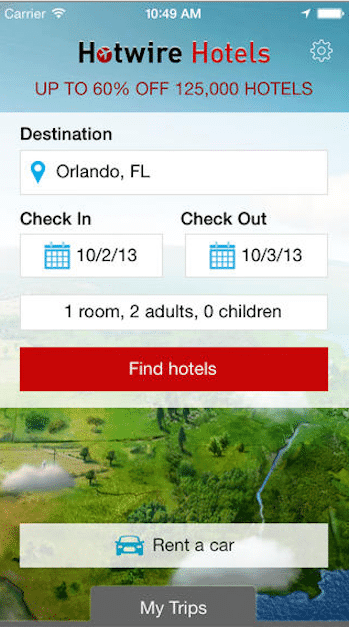 Carrier 10:49 AM
Hotwire Hotels
UP TO 60% OFF 125,000 HOTELS
Destination
Orlando, FL
Check In Check Out
10/2/13 10/3/13
1 room, 2 adults, 0 children
Find hotels
Rent a car
My Trips